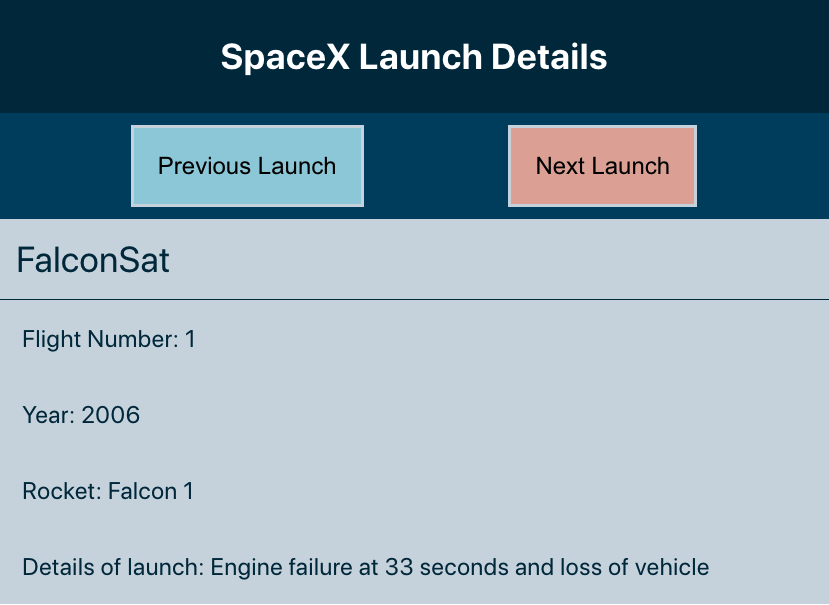 SpaceX Launch Details
Previous Launch
Next Launch
FalconSat
Flight Number: 1
Year: 2006
Rocket: Falcon 1
Details of launch: Engine failure at 33 seconds and loss of vehicle